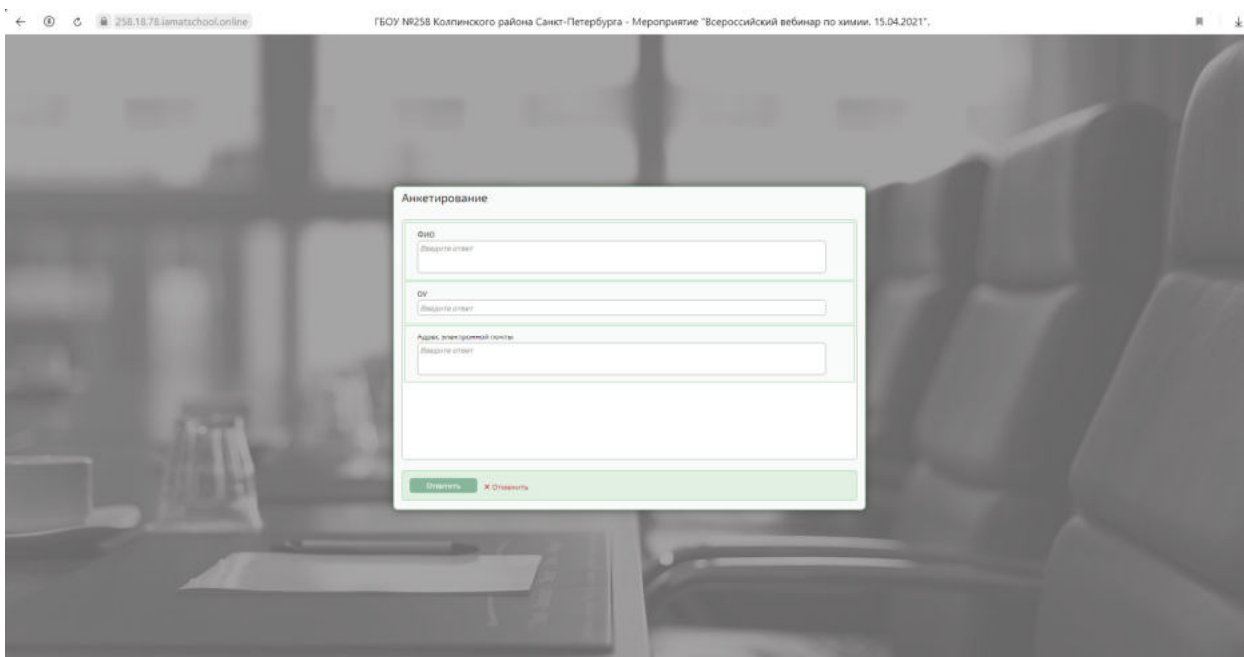 258.18.78.iamatschool.online
ГБОУ №258 Колпинского района Санкт-Петербурга - Мероприятие "Всероссийский вебинар по химии. 15.04.2021".
Анкетирование
ФИО
Введите ответ
ОУ
Введите ответ
Адрес электронной почты
Введите ответ
Ответить
× Отменить